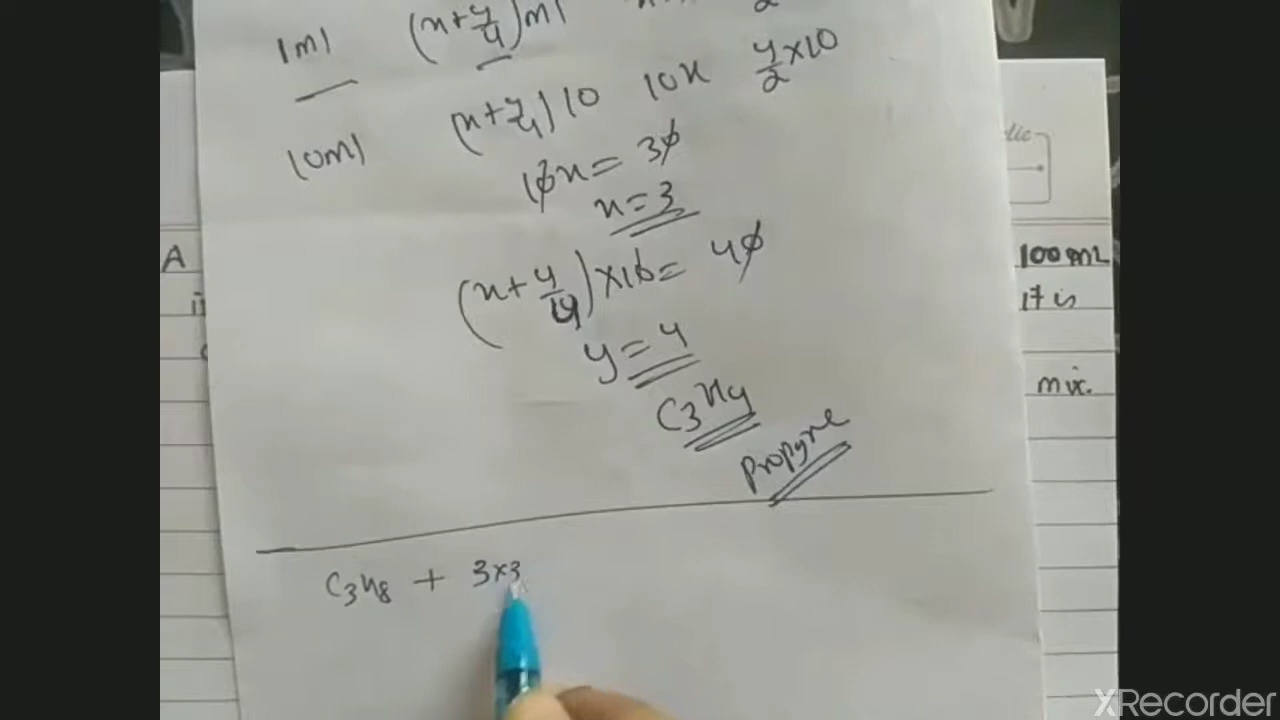 1ml (x+y/4)ml
10ml (x+y/4)10 10x y/2×10
10x = 30
x = 3
(x+y/4)×10 = 40
y = 4
C3H4
Propyne
C3H8 + 3×3
A
100 mL
it is
mix.
XRecorder